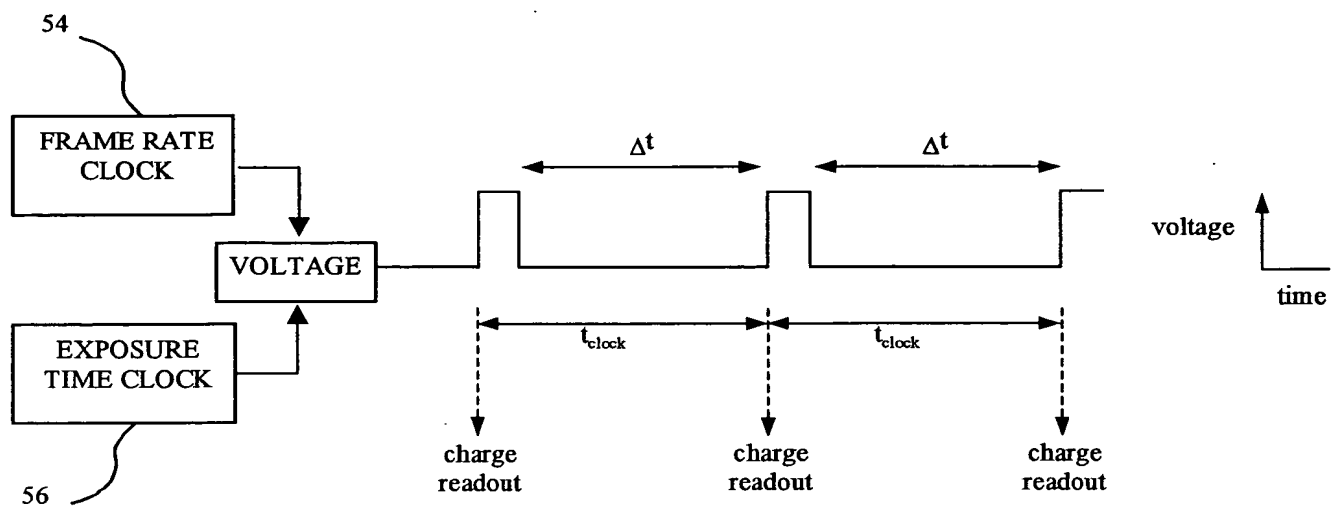 54
FRAME RATE
CLOCK
Δt
Δt
voltage
VOLTAGE
time
EXPOSURE
TIME CLOCK
t_clock
t_clock
charge
readout
charge
readout
charge
readout
56